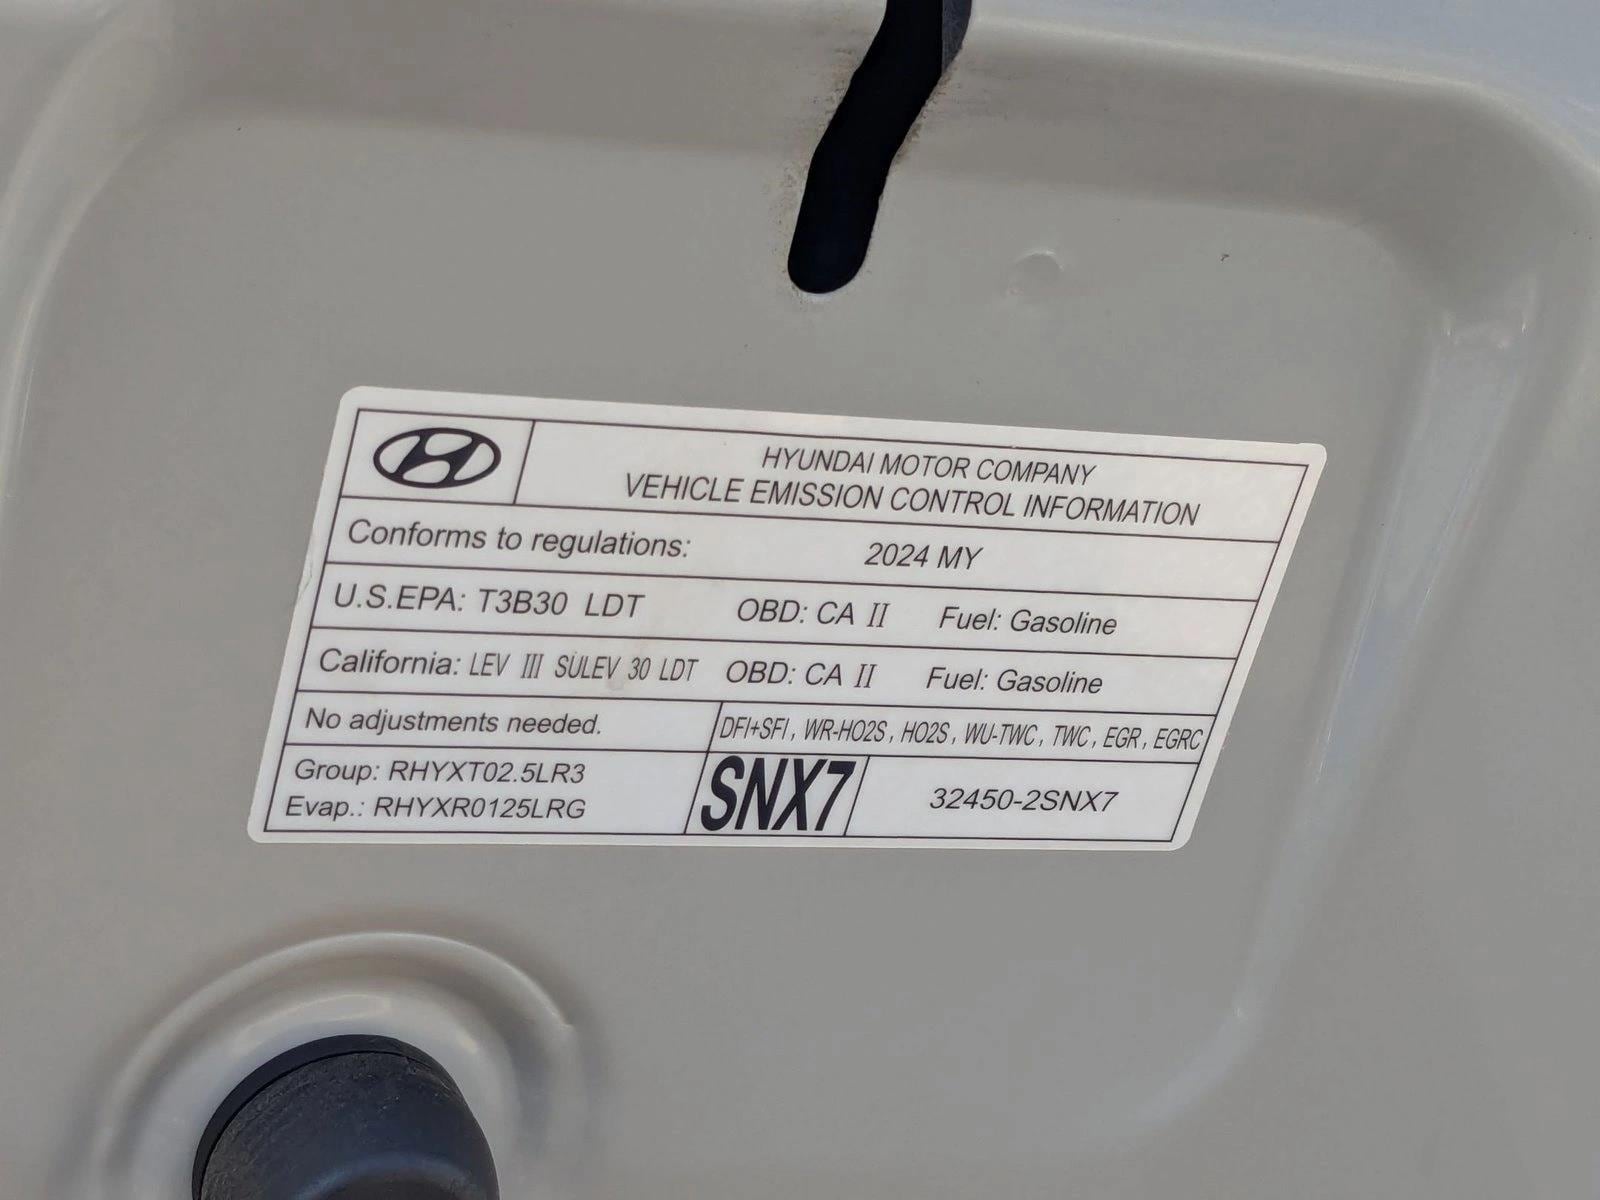 HYUNDAI MOTOR COMPANY
VEHICLE EMISSION CONTROL INFORMATION
Conforms to regulations: 2024 MY
U.S.EPA: T3B30 LDT OBD: CA II Fuel: Gasoline
California: LEV III SULEV 30 LDT OBD: CA II Fuel: Gasoline
No adjustments needed. DFI+SFI, WR-HO2S, HO2S, WU-TWC, TWC, EGR, EGRC
Group: RHYXT02.5LR3
Evap.: RHYXR0125LRG
SNX7 32450-2SNX7